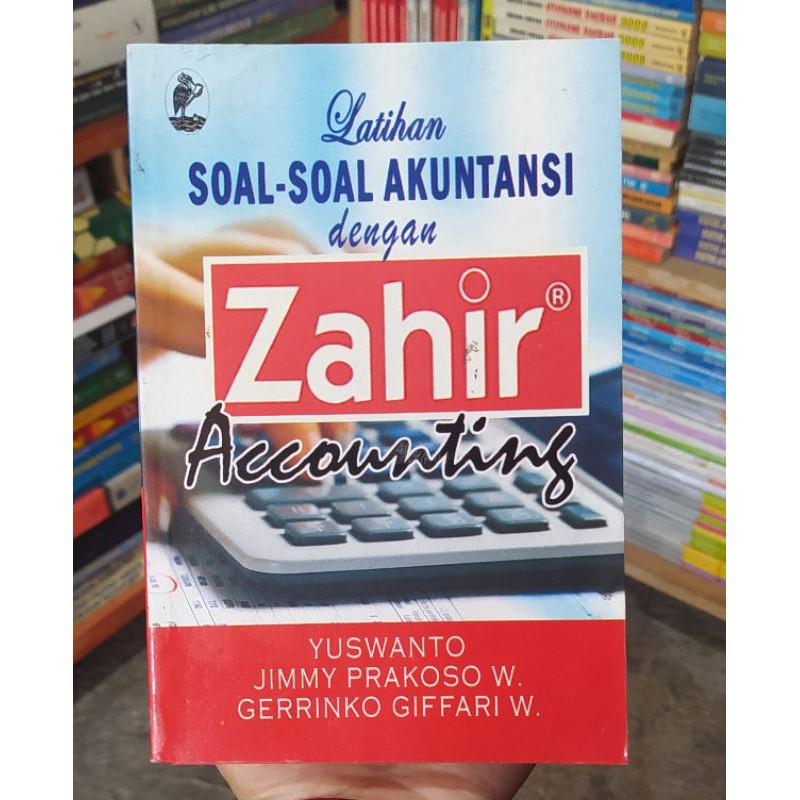 Latihan
SOAL-SOAL AKUNTANSI
dengan
Zahir®
Accounting
YUSWANTO
JIMMY PRAKOSO W.
GERRINKO GIFFARI W.